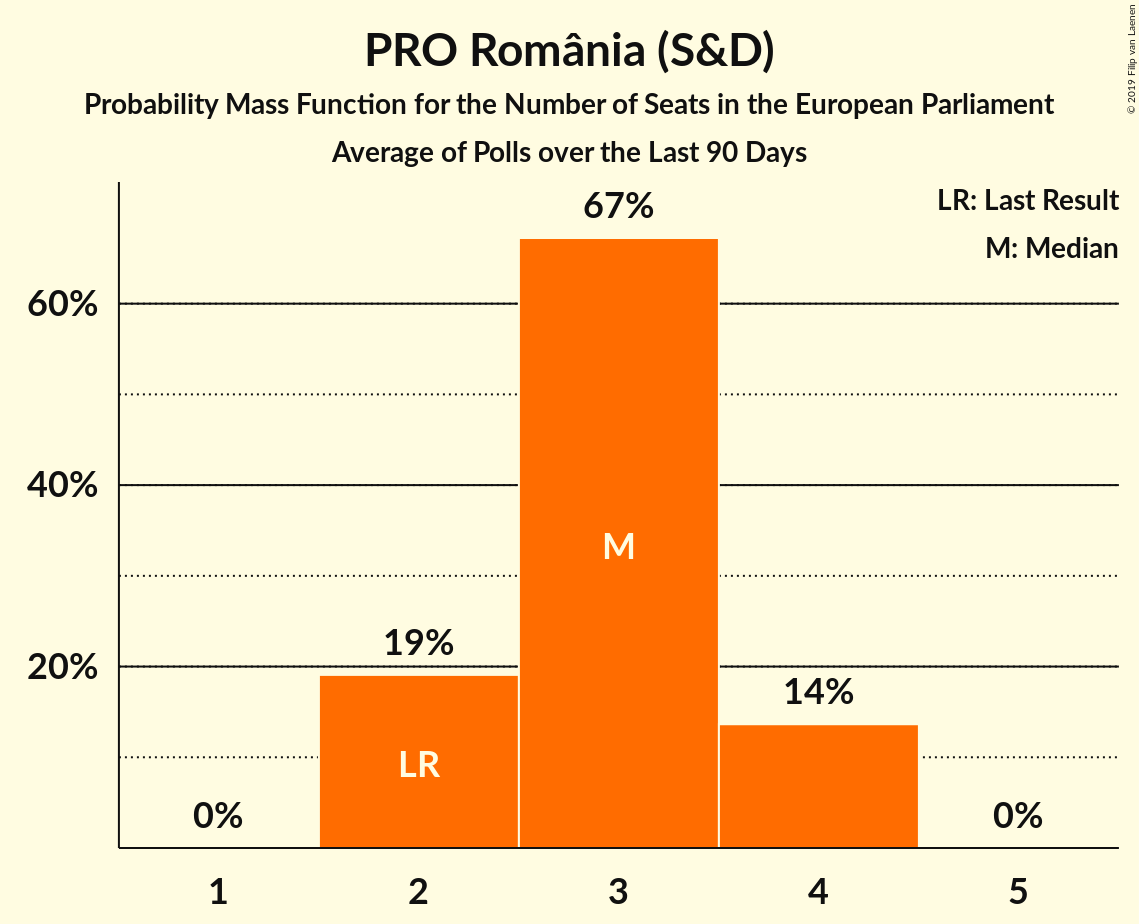 PRO România (S&D)
Probability Mass Function for the Number of Seats in the European Parliament
Average of Polls over the Last 90 Days
© 2019 Filip van Laenen
LR: Last Result
M: Median
67%
60%
40%
M
19%
20%
14%
LR
0%
0%
1
2
3
4
5